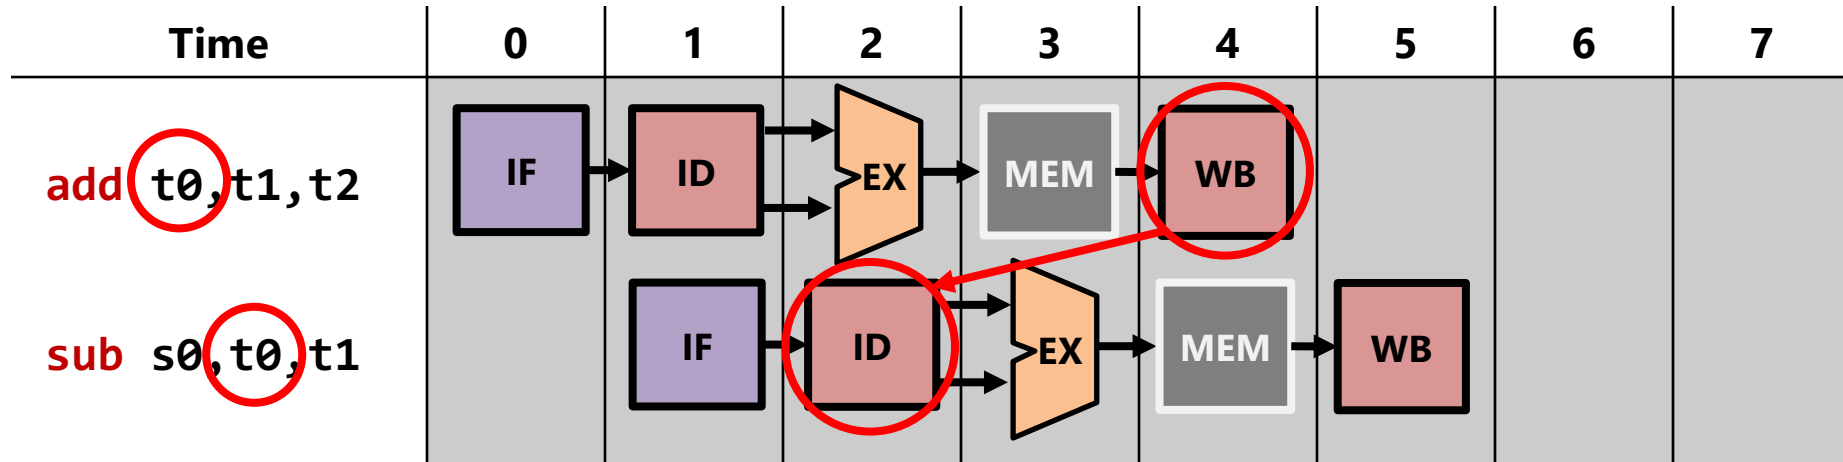 Time 0 1 2 3 4 5 6 7
add t0,t1,t2 IF ID EX MEM WB
sub s0,t0,t1 IF ID EX MEM WB